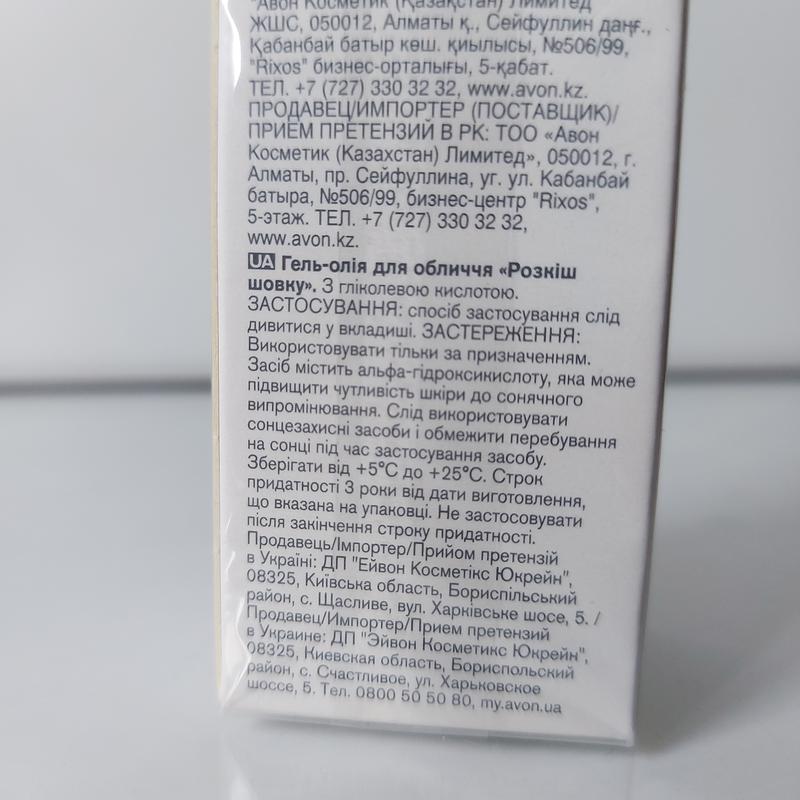 "Авон Косметик (Қазақстан) Лимитед"
ЖШС, 050012, Алматы қ., Сейфуллин даңғ.,
Қабанбай батыр көш. қиылысы, №506/99,
"Rixos" бизнес-орталығы, 5-қабат.
ТЕЛ. +7 (727) 330 32 32, www.avon.kz.
ПРОДАВЕЦ/ИМПОРТЕР (ПОСТАВЩИК)/
ПРИЕМ ПРЕТЕНЗИЙ В РК: ТОО «Авон
Косметик (Казахстан) Лимитед», 050012, г.
Алматы, пр. Сейфуллина, уг. ул. Кабанбай
батыра, №506/99, бизнес-центр "Rixos",
5-этаж. ТЕЛ. +7 (727) 330 32 32,
www.avon.kz.
UA Гель-олія для обличчя «Розкіш
шовку». З гліколевою кислотою.
ЗАСТОСУВАННЯ: спосіб застосування слід
дивитися у вкладиші. ЗАСТЕРЕЖЕННЯ:
Використовувати тільки за призначенням.
Засіб містить альфа-гідроксикислоту, яка може
підвищити чутливість шкіри до сонячного
випромінювання. Слід використовувати
сонцезахисні засоби і обмежити перебування
на сонці під час застосування засобу.
Зберігати від +5°С до +25°С. Строк
придатності 3 роки від дати виготовлення,
що вказана на упаковці. Не застосовувати
після закінчення строку придатності.
Продавець/Імпортер/Прийом претензій
в Україні: ДП "Ейвон Косметікс Юкрейн",
08325, Київська область, Бориспільський
район, с. Щасливе, вул. Харківське шосе, 5. /
Продавец/Импортер/Прием претензий
в Украине: ДП "Эйвон Косметикс Юкрейн",
08325, Киевская область, Бориспольский
район, с. Счастливое, ул. Харьковское
шоссе, 5. Тел. 0800 50 50 80, my.avon.ua